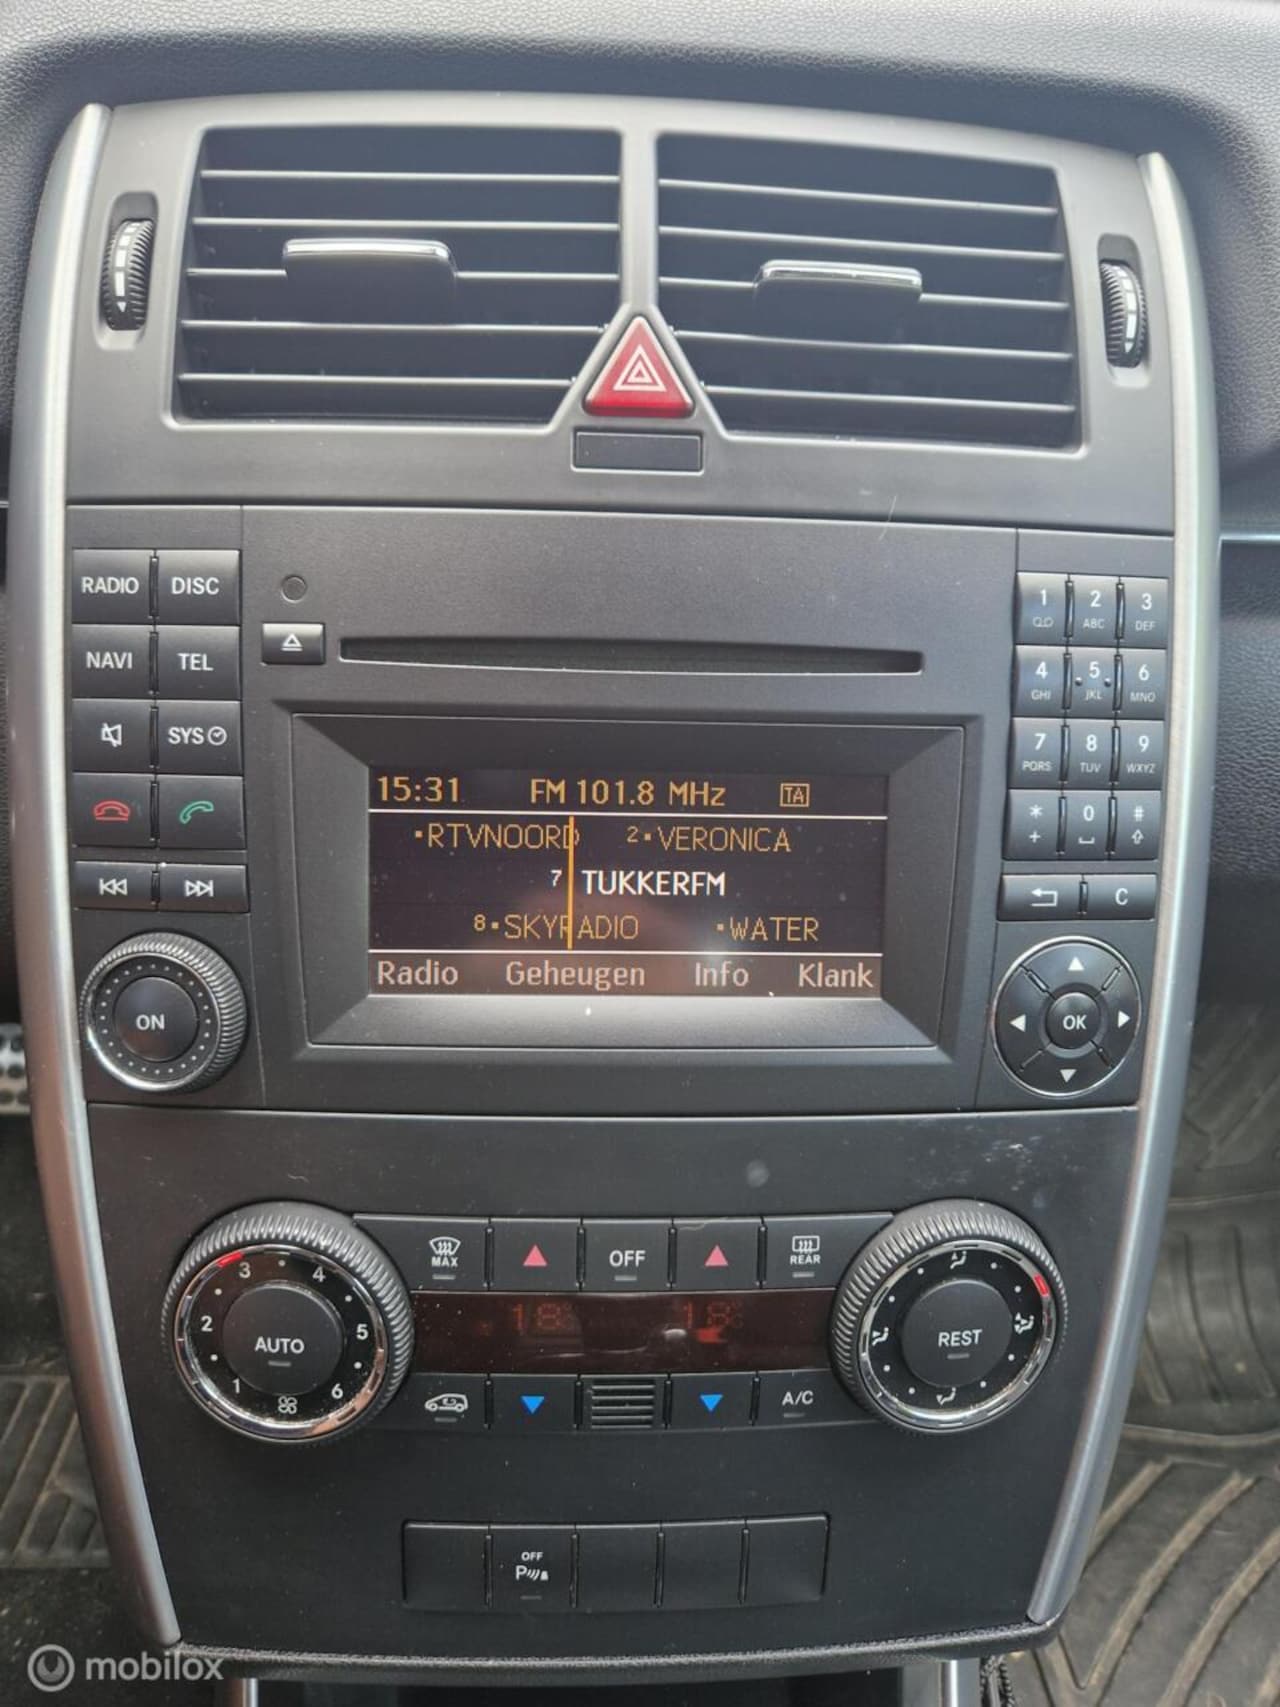 RADIO DISC
NAVI TEL
SYS
ON
15:31 FM 101.8 MHz TA
RTVNOORD 2 VERONICA
7 TUKKERFM
8 SKYRADIO WATER
Radio Geheugen Info Klank
1 2 ABC 3 DEF
4 GHI 5 JKL 6 MNO
7 PQRS 8 TUV 9 WXYZ
* + 0 #
C
OK
MAX OFF REAR
1 2 3 4 5 6
AUTO
18 18
REST
A/C
OFF
P
mobilox